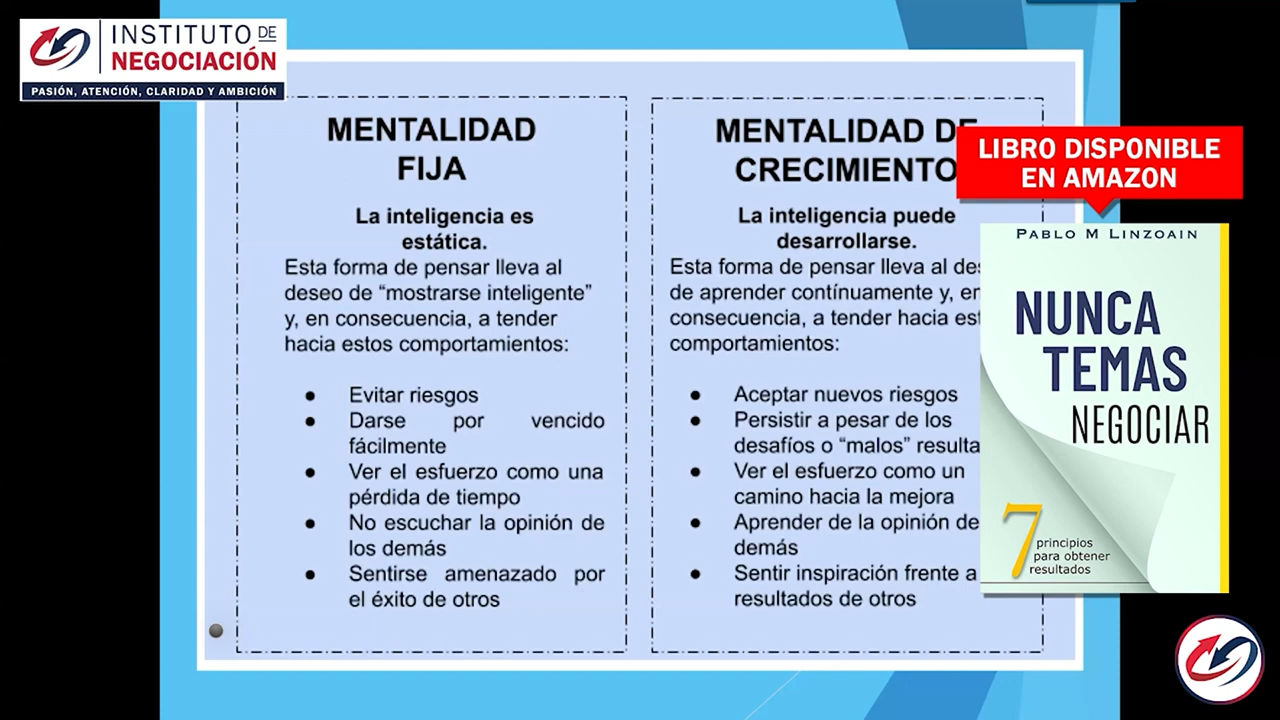 INSTITUTO DE
NEGOCIACIÓN
PASIÓN, ATENCIÓN, CLARIDAD Y AMBICIÓN
MENTALIDAD
FIJA
La inteligencia es
estática.
Esta forma de pensar lleva al
deseo de “mostrarse inteligente”
y, en consecuencia, a tender
hacia estos comportamientos:
● Evitar riesgos
● Darse por vencido
fácilmente
● Ver el esfuerzo como una
pérdida de tiempo
● No escuchar la opinión de
los demás
● Sentirse amenazado por
el éxito de otros
MENTALIDAD DE
CRECIMIENTO
La inteligencia puede
desarrollarse.
Esta forma de pensar lleva al
de aprender contínuamente y,
consecuencia, a tender hacia
comportamientos:
● Aceptar nuevos riesgos
● Persistir a pesar de los
desafíos o “malos”
● Ver el esfuerzo como un
camino hacia la mejora
● Aprender de la opinión de
demás
● Sentir inspiración frente a
resultados de otros
LIBRO DISPONIBLE
EN AMAZON
PABLO M LINZOAIN
NUNCA
TEMAS
NEGOCIAR
7 principios
para obtener
resultados